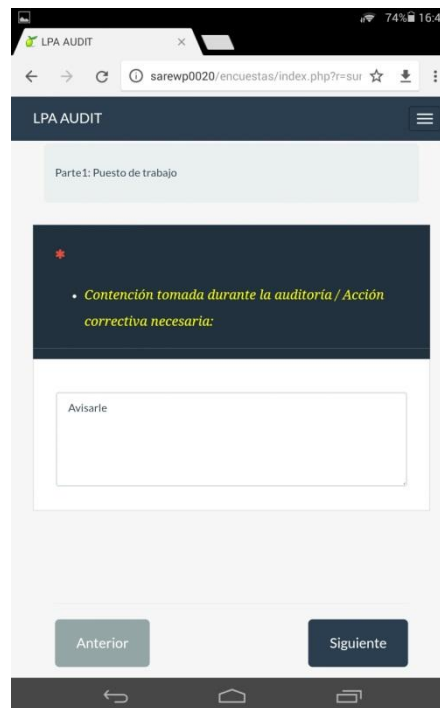 74% 16:4
LPA AUDIT
sarewp0020/encuestas/index.php?r=sur
LPA AUDIT
Parte1: Puesto de trabajo
*
• Contención tomada durante la auditoría / Acción
correctiva necesaria:
Avisarle
Anterior
Siguiente